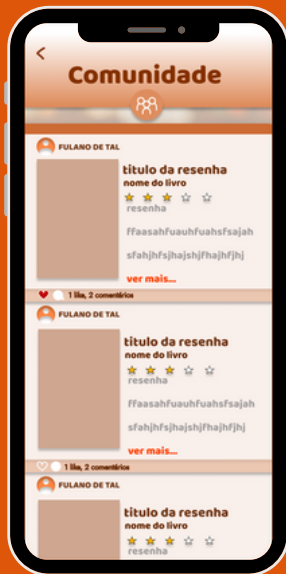 Comunidade
FULANO DE TAL
titulo da resenha
nome do livro
resenha
ffaasahfuauhfuahsfsajah
sfahjhfsjhajshjfhajhfjhj
ver mais...
1 like, 2 comentários
FULANO DE TAL
titulo da resenha
nome do livro
resenha
ffaasahfuauhfuahsfsajah
sfahjhfsjhajshjfhajhfjhj
ver mais...
1 like, 2 comentários
FULANO DE TAL
titulo da resenha
nome do livro
resenha